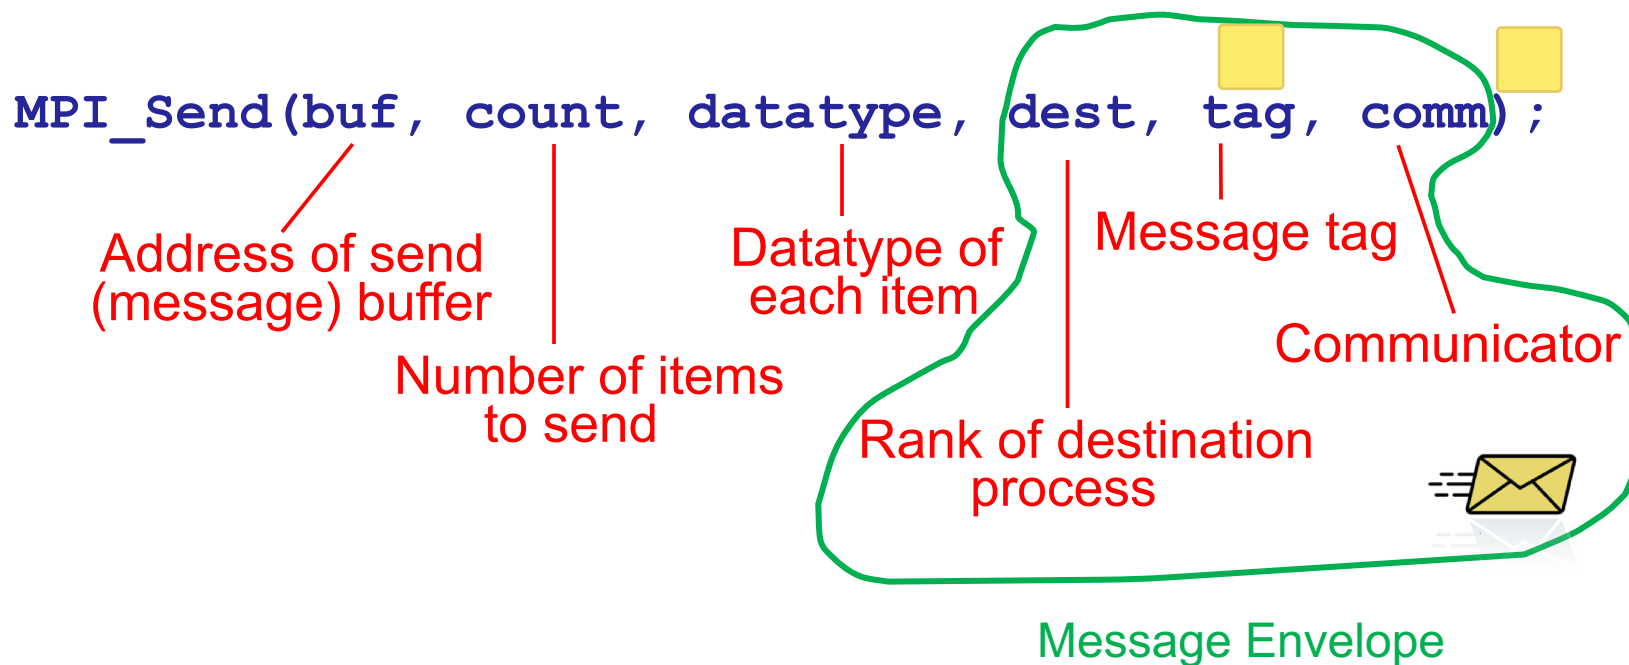 MPI_Send(buf, count, datatype, dest, tag, comm);
Address of send
(message) buffer
Number of items
to send
Datatype of
each item
Rank of destination
process
Message tag
Communicator
Message Envelope